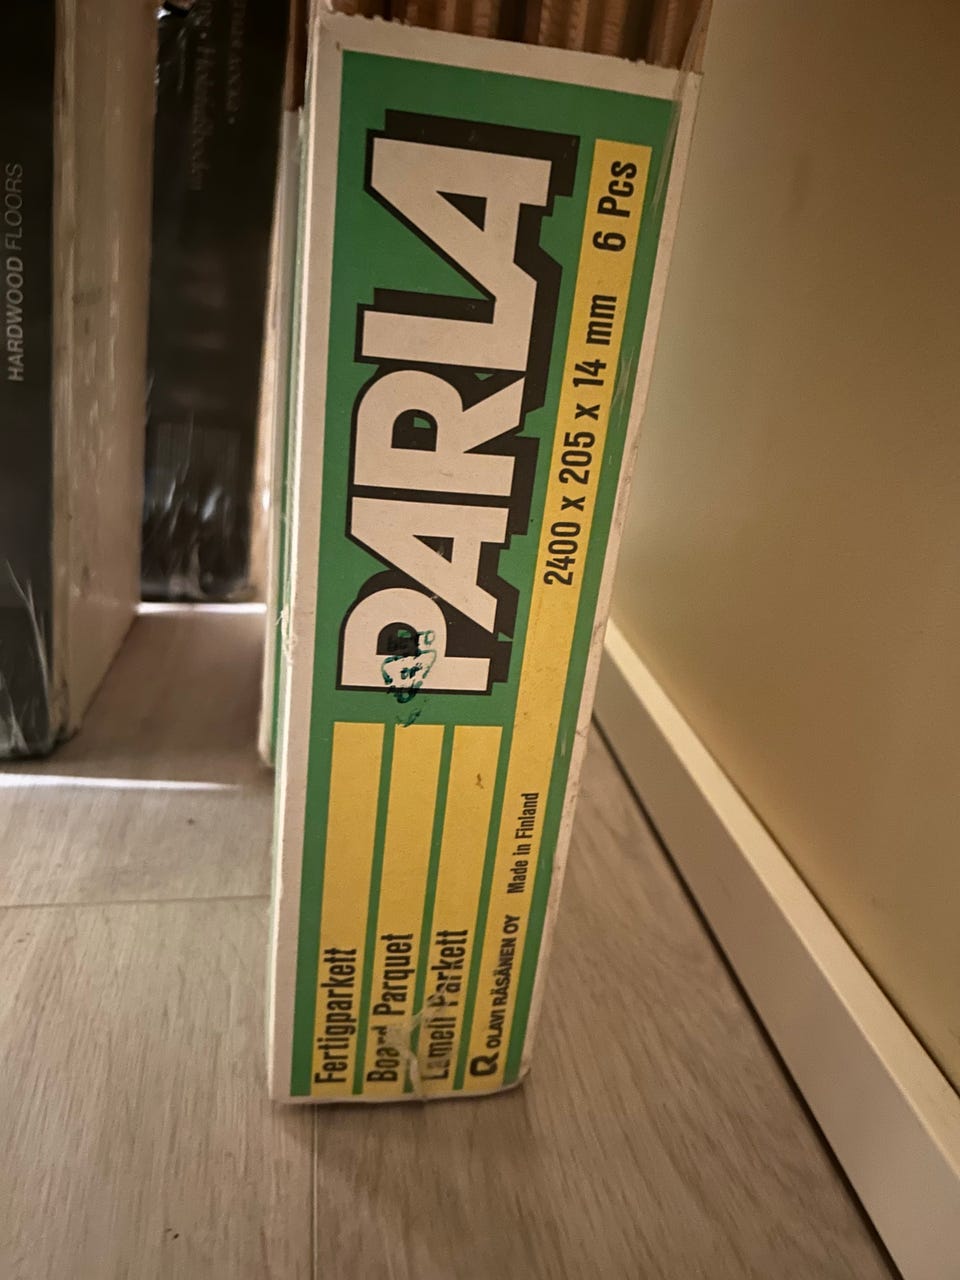 PARLA
2400 x 205 x 14 mm 6 Pcs
Fertigparkett
Board Parquet
Lamell Parkett
OLAVI RÄSÄNEN OY Made in Finland
HARDWOOD FLOORS